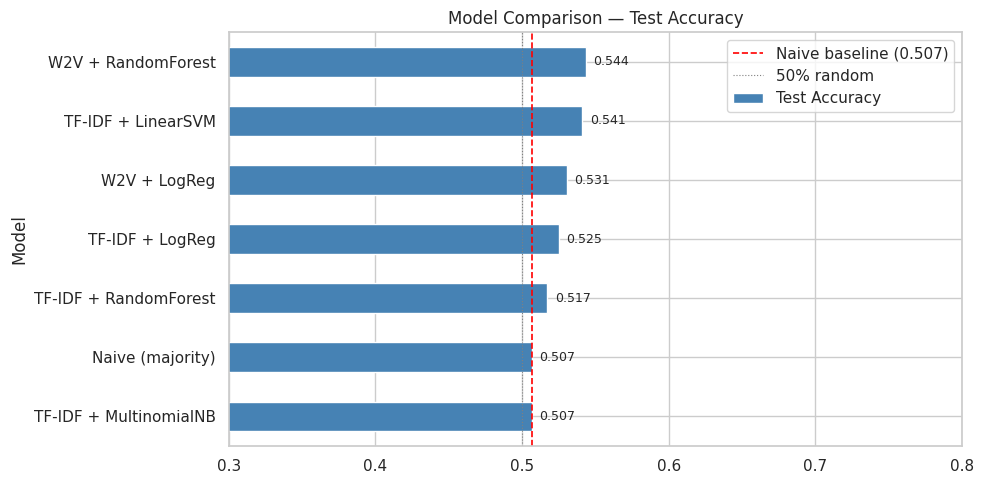 Model Comparison — Test Accuracy
Naive baseline (0.507)
50% random
Test Accuracy
Model
W2V + RandomForest
0.544
TF-IDF + LinearSVM
0.541
W2V + LogReg
0.531
TF-IDF + LogReg
0.525
TF-IDF + RandomForest
0.517
Naive (majority)
0.507
TF-IDF + MultinomialNB
0.507
0.3 0.4 0.5 0.6 0.7 0.8